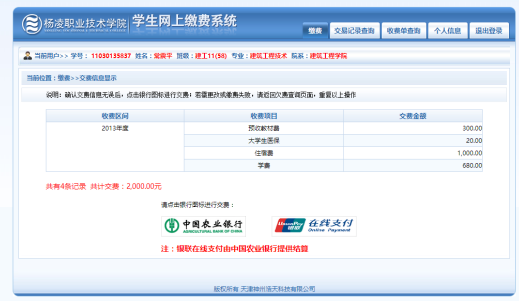 杨凌职业技术学院 学生网上缴费系统
缴费 交易记录查询 收费单查询 个人信息 退出登录
当前用户>> 学号: 11030135837 姓名: 班级:建工11(58) 专业:建筑工程技术 院系:建筑工程学院
当前位置:缴费>>交费信息显示
说明:确认交费信息无误后,点击银行图标进行交费;若需更改或缴费失败,请返回欠费查询页面,重复以上操作
收费区间 收费项目 交费金额
2013年度 预收教材费 300.00
大学生医保 20.00
住宿费 1,000.00
学费 680.00
共有4条记录 共计交费:2,000.00元
请点击银行图标进行交费:
中国农业银行 AGRICULTURAL BANK OF CHINA
UnionPay 银联 在线支付 Online Payment
注:银联在线支付由中国农业银行提供结算
版权所有 天津神州浩天科技有限公司